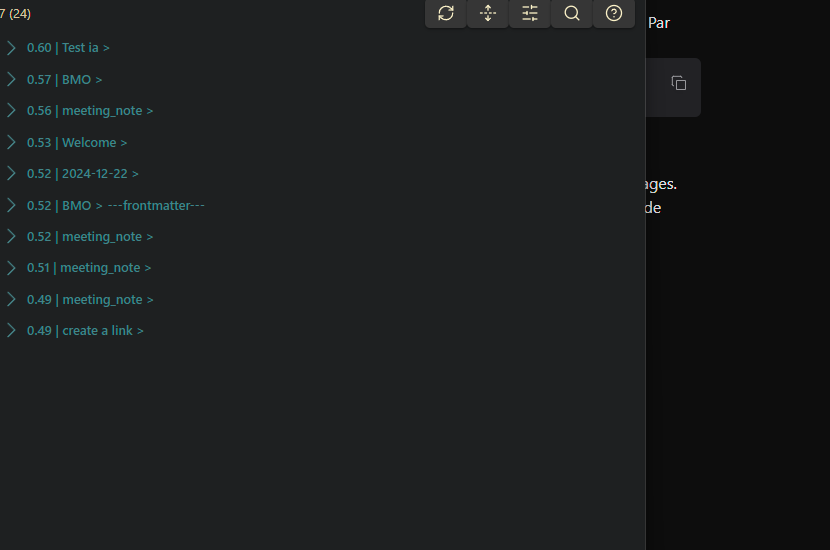 7 (24)
Par
0.60 | Test ia >
0.57 | BMO >
0.56 | meeting_note >
0.53 | Welcome >
0.52 | 2024-12-22 >
ages.
0.52 | BMO > ---frontmatter---
de
0.52 | meeting_note >
0.51 | meeting_note >
0.49 | meeting_note >
0.49 | create a link >